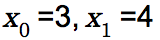 x₀ =3, x₁ =4